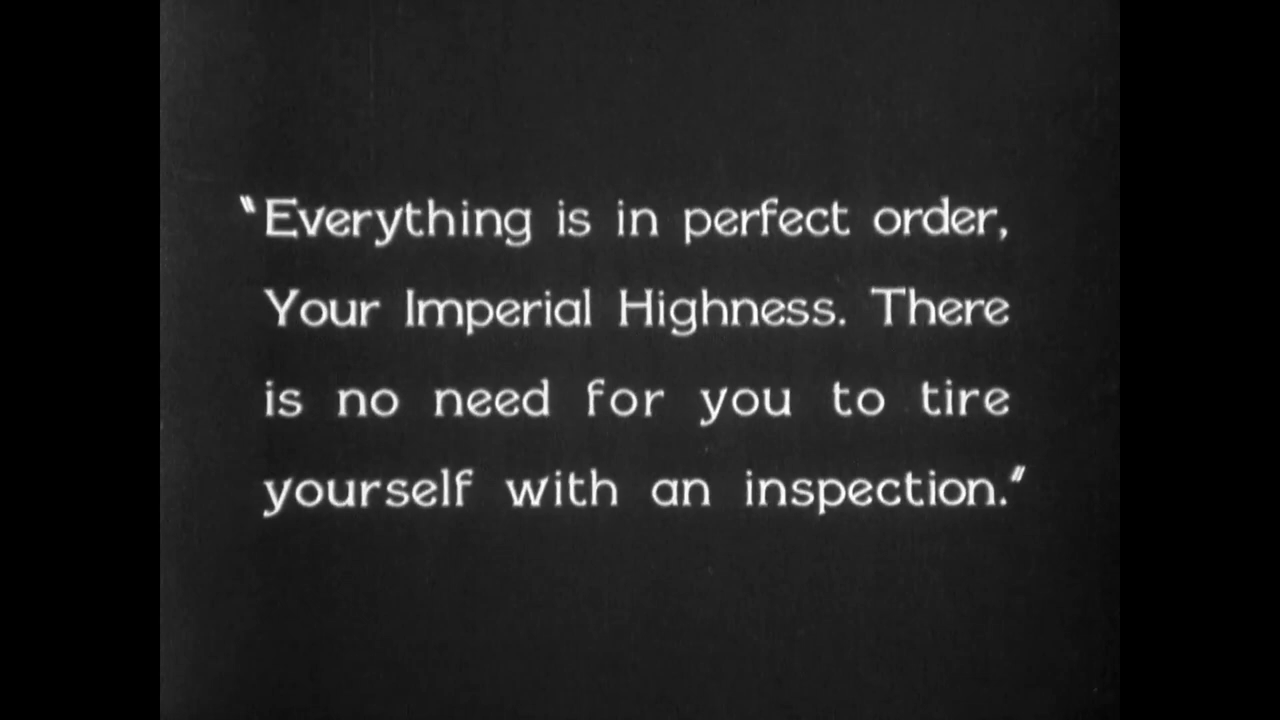 "Everything is in perfect order,
Your Imperial Highness. There
is no need for you to tire
yourself with an inspection."